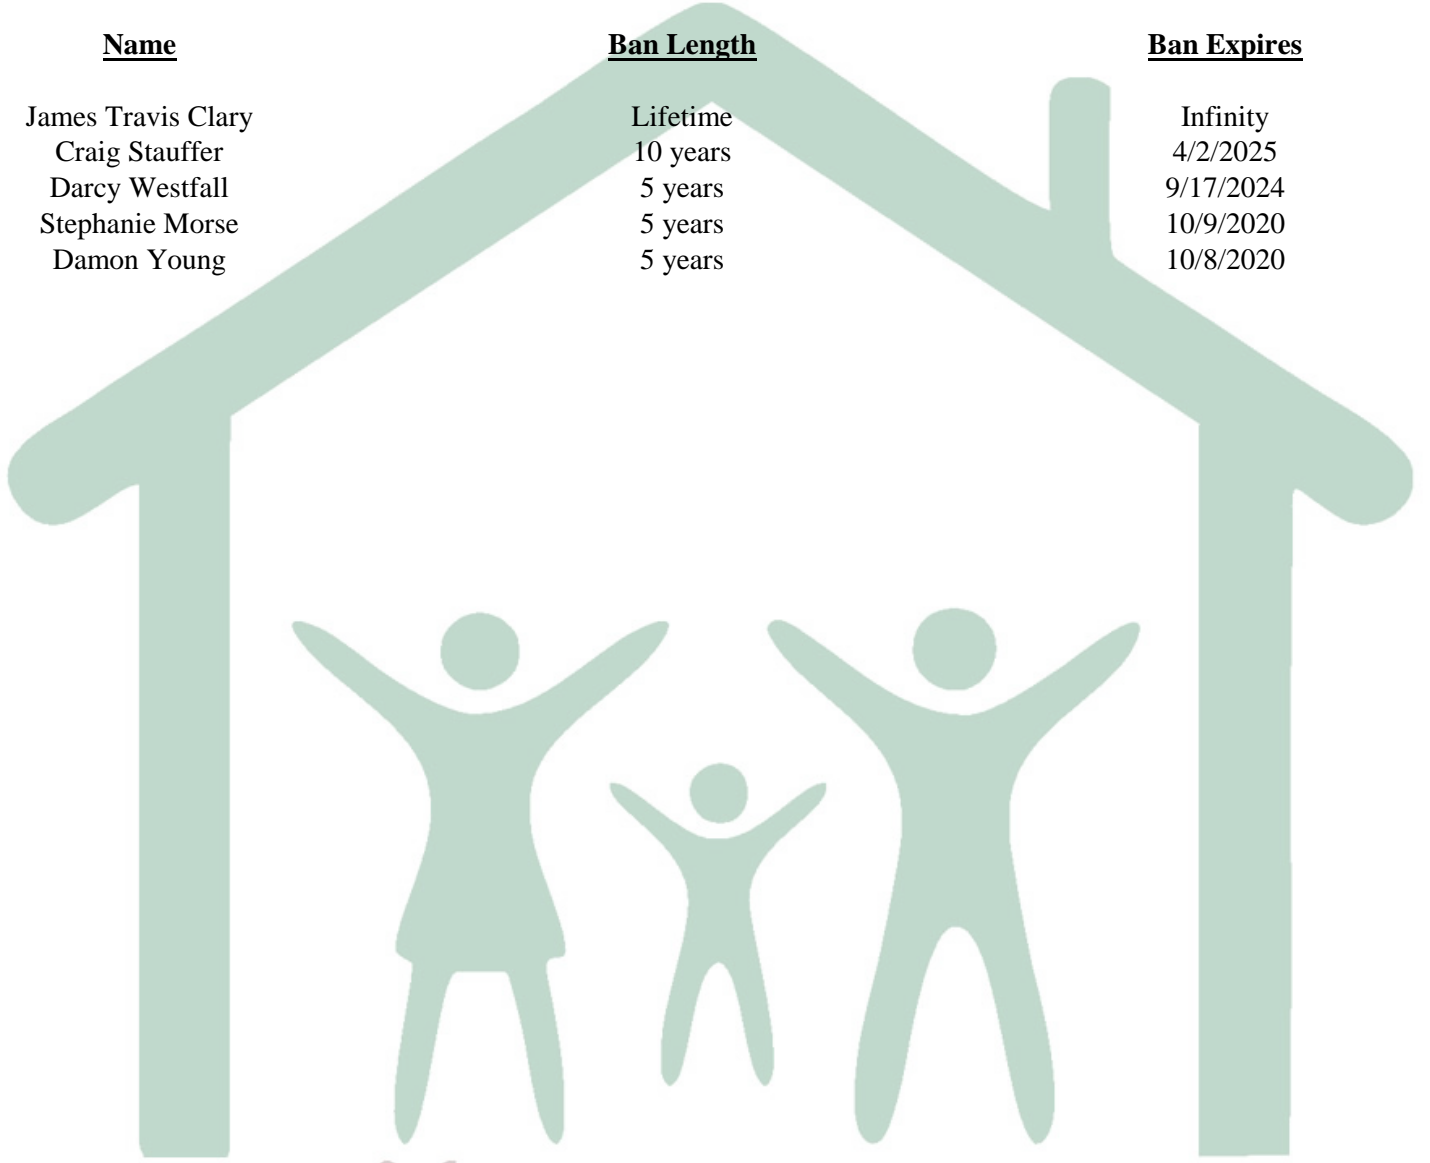 Name Ban Length Ban Expires
James Travis Clary Lifetime Infinity
Craig Stauffer 10 years 4/2/2025
Darcy Westfall 5 years 9/17/2024
Stephanie Morse 5 years 10/9/2020
Damon Young 5 years 10/8/2020